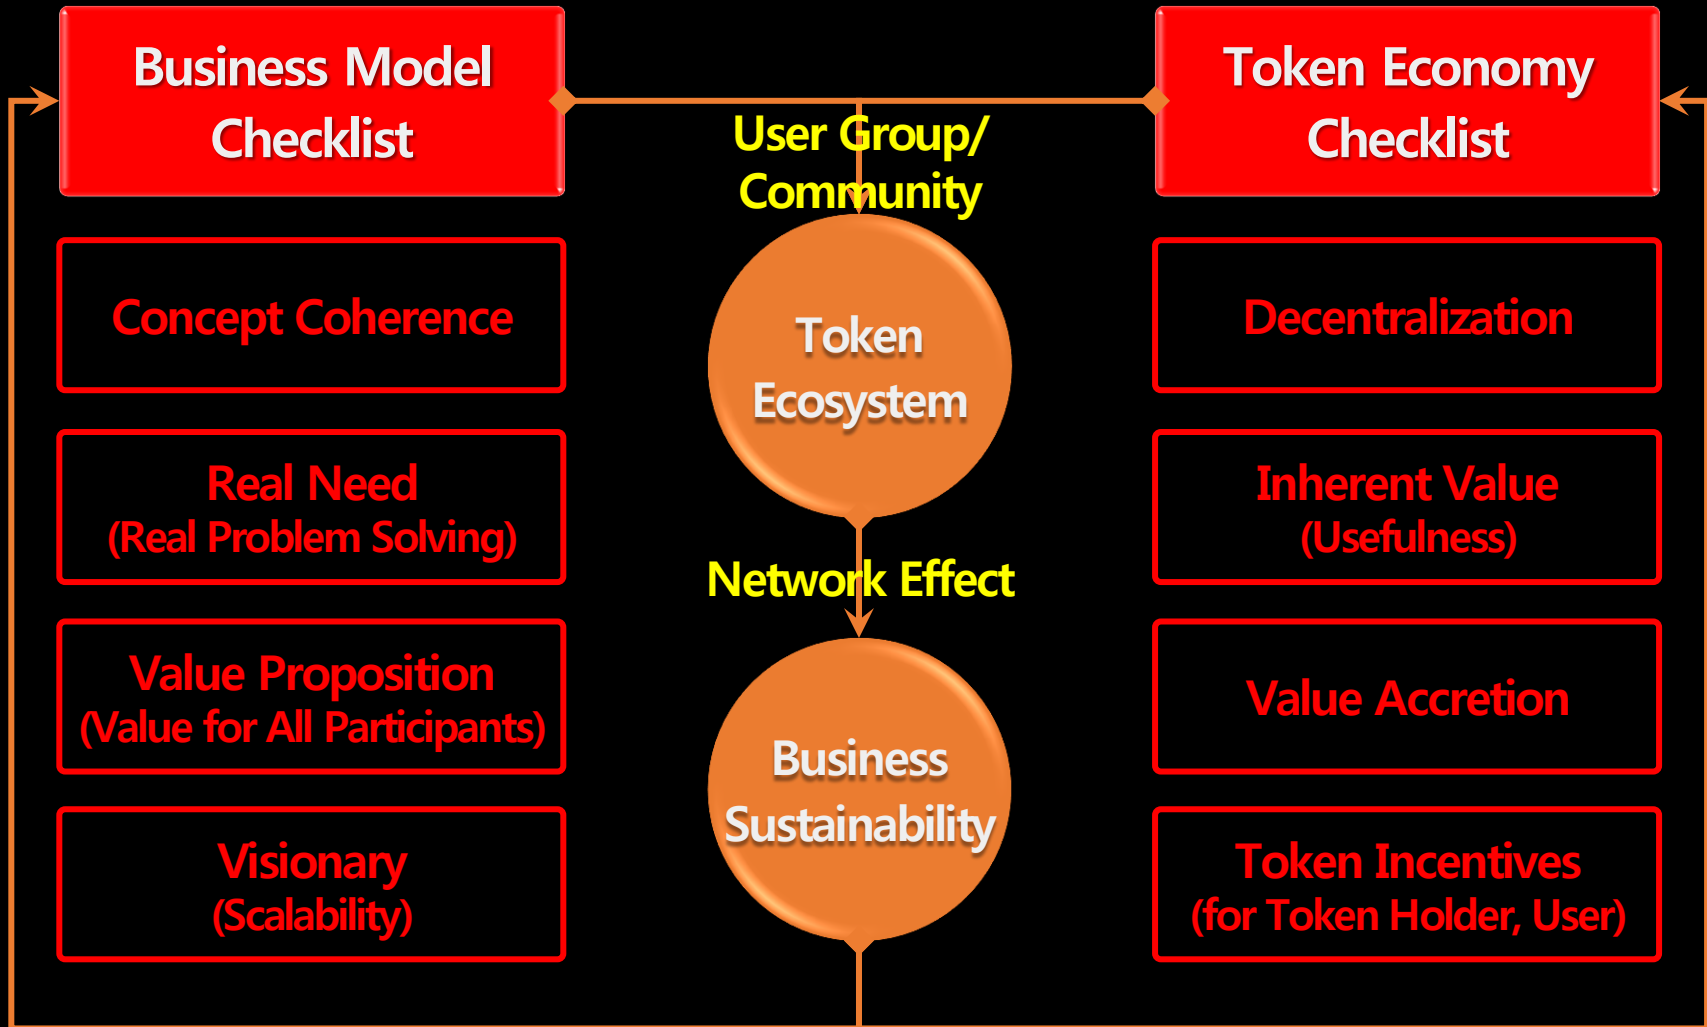 Business Model
Checklist
Concept Coherence
Real Need
(Real Problem Solving)
Value Proposition
(Value for All Participants)
Visionary
(Scalability)
User Group/
Community
Token
Ecosystem
Network Effect
Business
Sustainability
Token Economy
Checklist
Decentralization
Inherent Value
(Usefulness)
Value Accretion
Token Incentives
(for Token Holder, User)